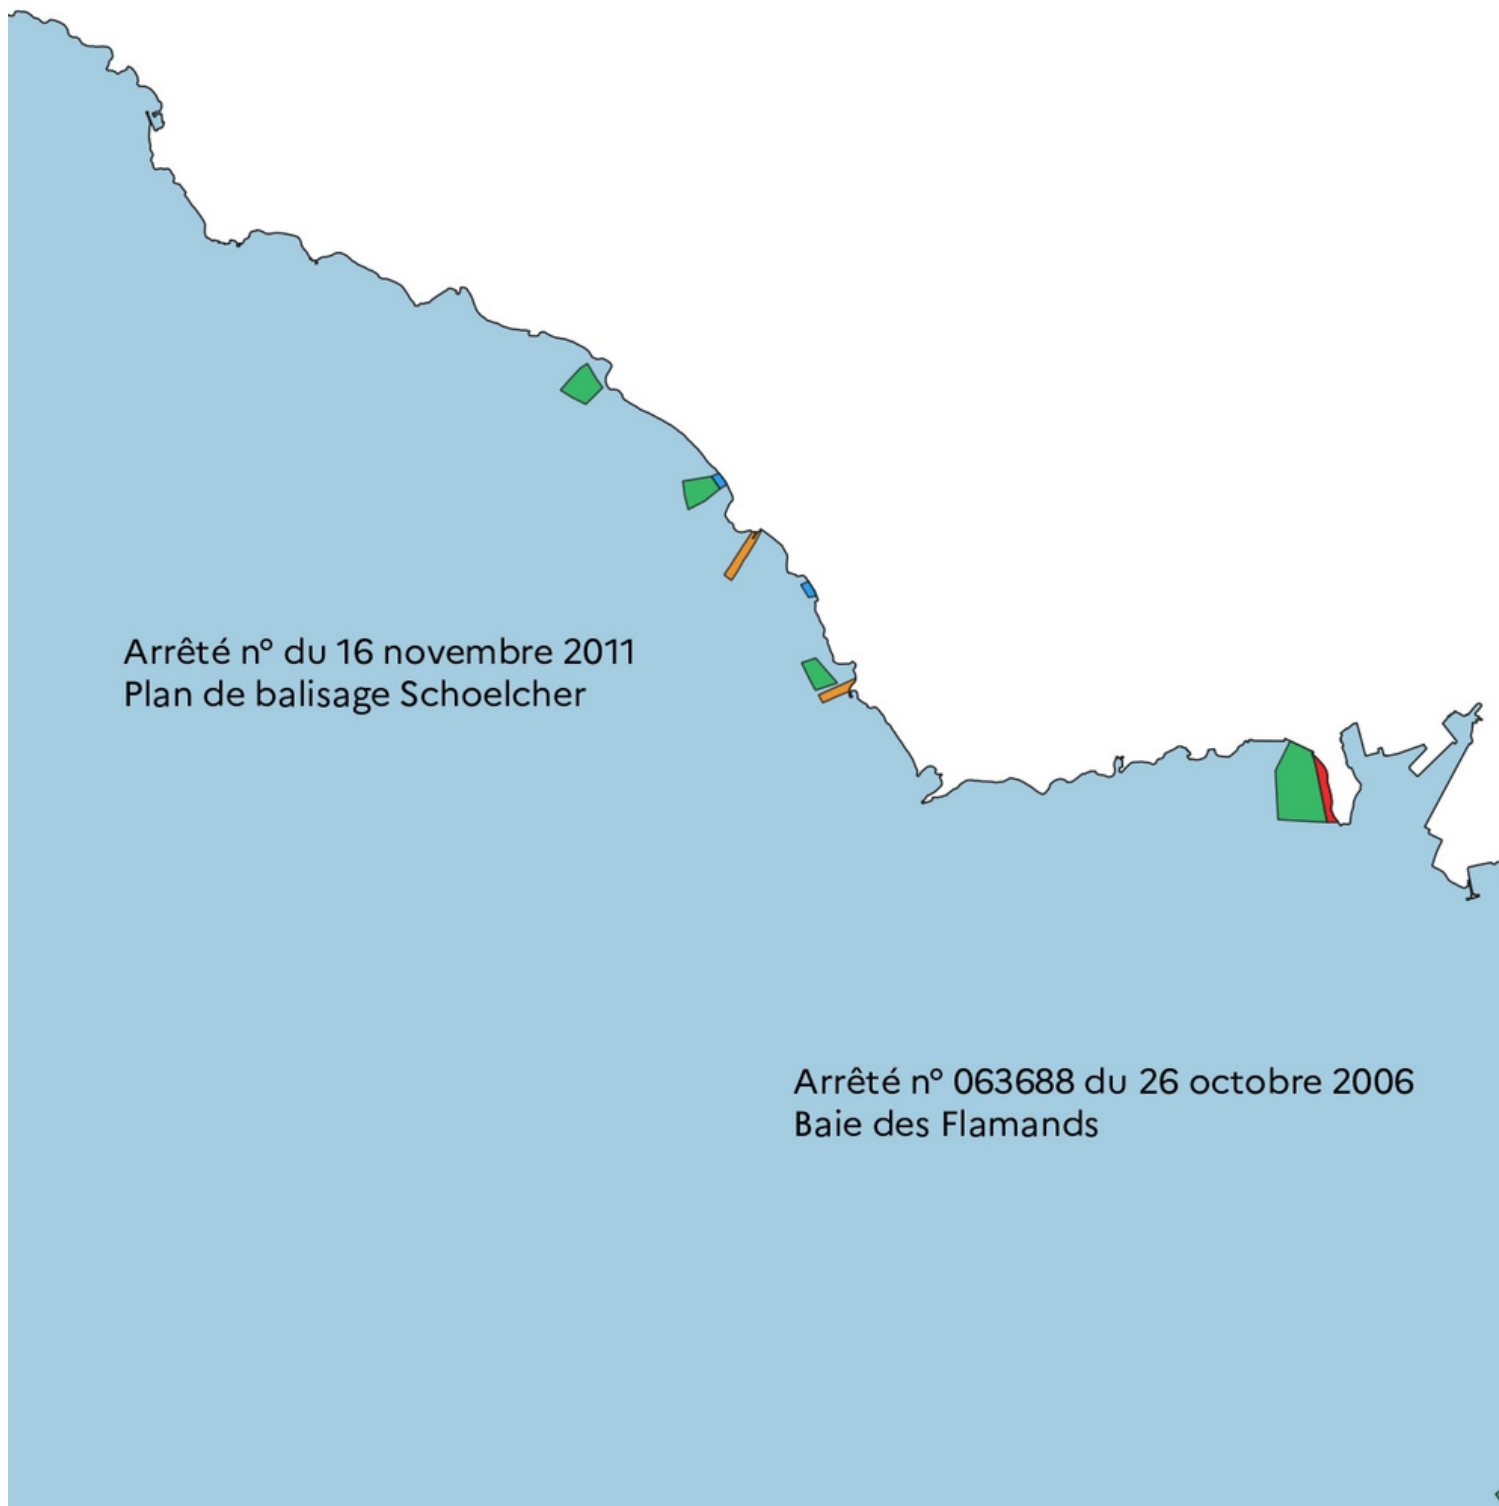 Arrêté n° du 16 novembre 2011
Plan de balisage Schoelcher
Arrêté n° 063688 du 26 octobre 2006
Baie des Flamands